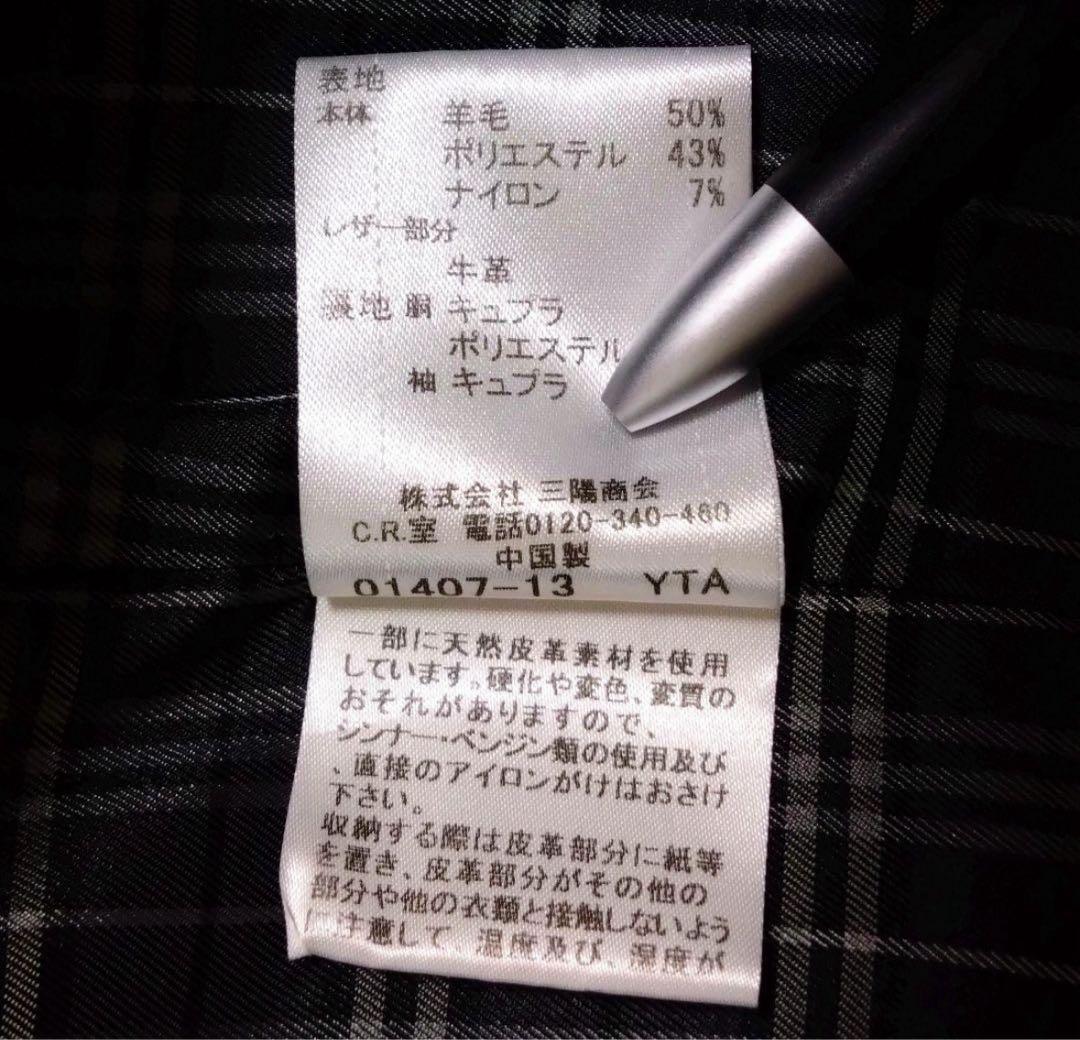 表地
本体 羊毛 50%
ポリエステル 43%
ナイロン 7%
レザー部分
牛革
裏地 胴 キュプラ
ポリエステル
袖 キュプラ
株式会社 三陽商会
C.R.室 電話0120-340-460
中国製
01407-13 YTA
一部に天然皮革素材を使用
しています。硬化や変色、変質の
おそれがありますので、
シンナー・ベンジン類の使用及び
、直接のアイロンがけはおさけ
下さい。
収納する際は皮革部分に紙等
を置き、皮革部分がその他の
部分や他の衣類と接触しないよう
に注意して、温度及び、湿度が